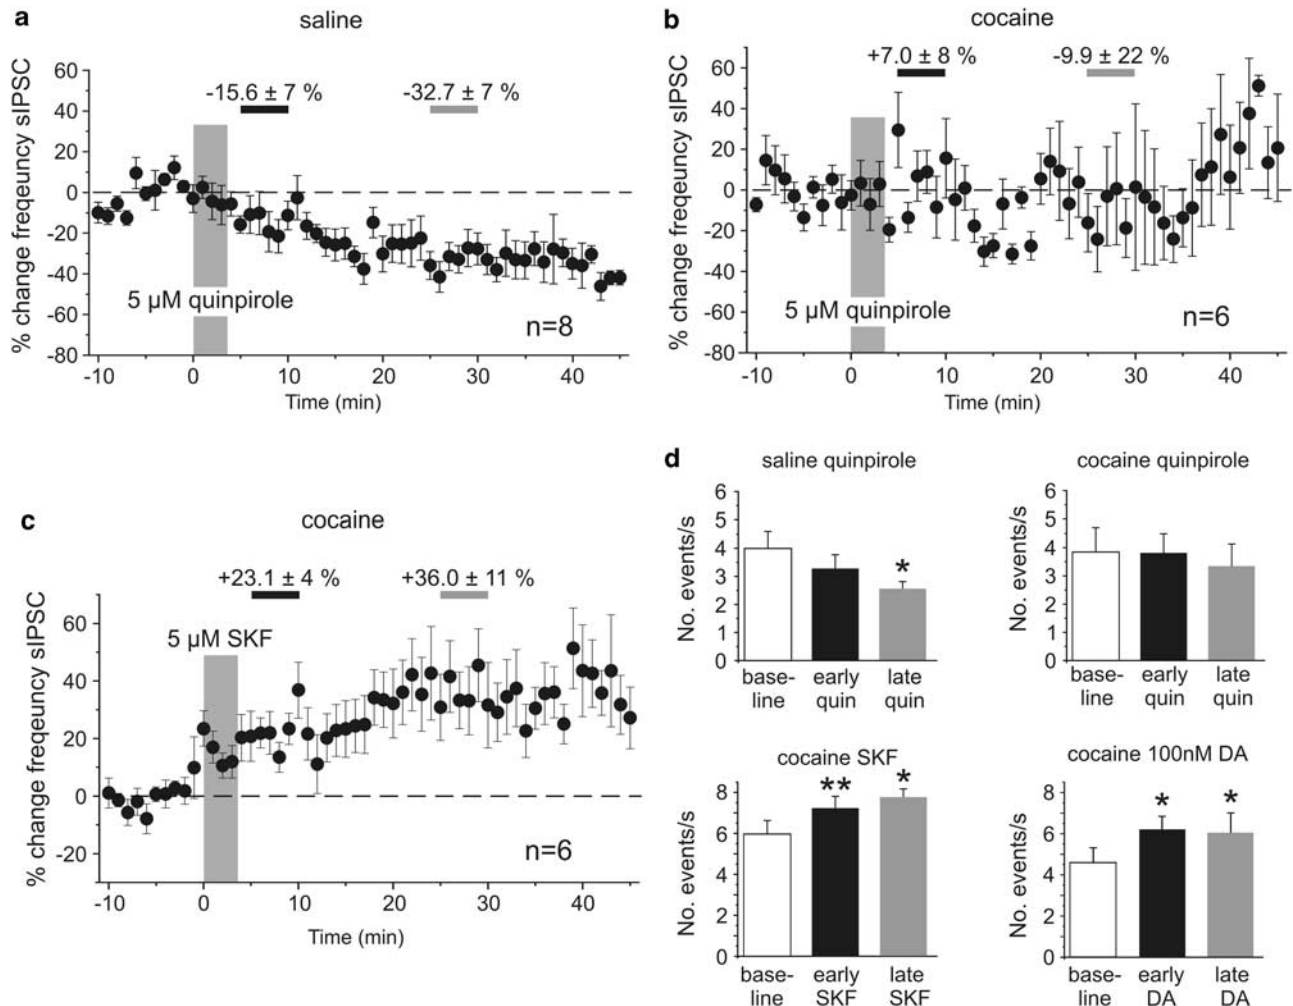 a
saline
-15.6 ± 7 %
-32.7 ± 7%
% change freqeuncy sIPSC
60
40
20
0
-20
-40
-60
-80
5 µM quinpirole
n=8
-10
0
10
20
30
40
Time (min)
b
cocaine
+7.0 ± 8 %
-9.9 ± 22 %
% change freqeuncy sIPSC
60
40
20
0
-20
-40
-60
-80
5 µM quinpirole
n=6
-10
0
10
20
30
40
Time (min)
c
cocaine
+23.1 ± 4 %
+36.0 ± 11 %
% change freqeuncy sIPSC
60
40
20
0
-20
5 µM SKF
n=6
-10
0
10
20
30
40
Time (min)
d
saline quinpirole
No. events/s
6
5
4
3
3
2
1
0
*
base-
line
early
quin
late
quin
cocaine quinpirole
No. events/s
6
5
4
3
3
2
1
0
base-
line
early
quin
late
quin
cocaine SKF
No. events/s
8
6
4
2
0
**
*
base-
line
early
SKF
late
SKF
cocaine 100nM DA
No. events/s
8
6
4
2
0
*
*
base-
line
early
DA
late
DA